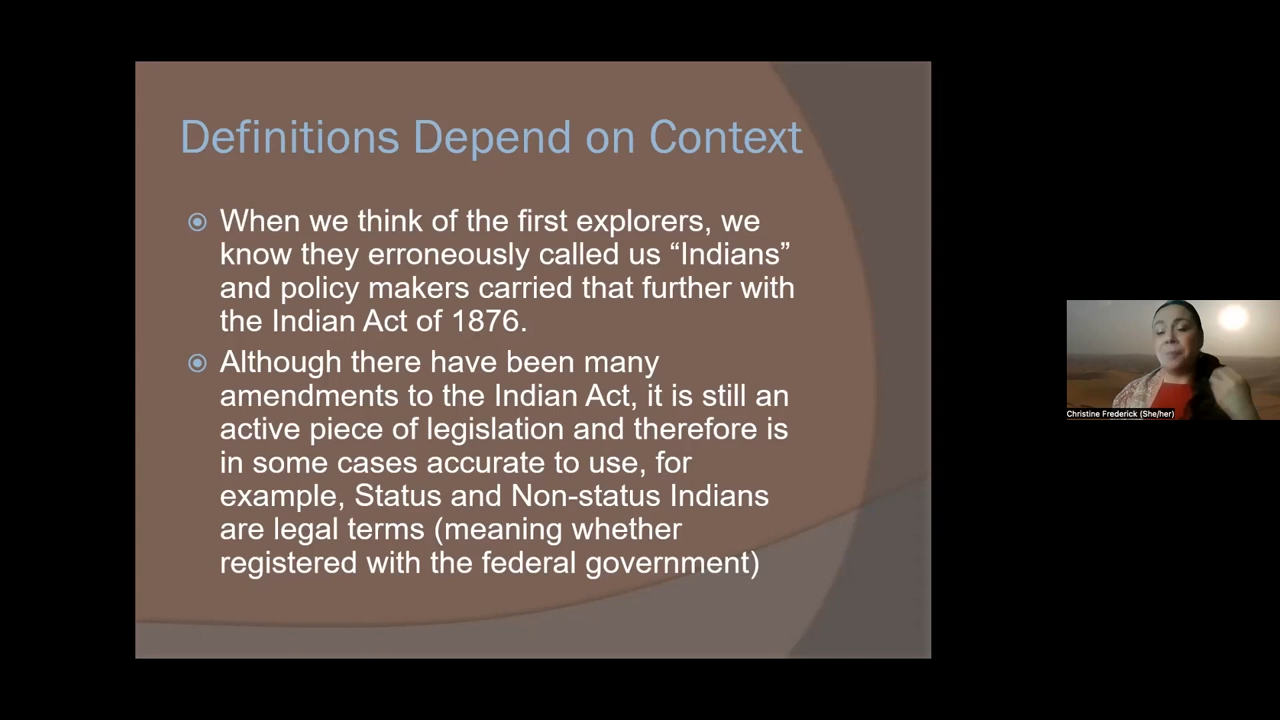 Definitions Depend on Context
When we think of the first explorers, we
know they erroneously called us “Indians”
and policy makers carried that further with
the Indian Act of 1876.
Although there have been many
amendments to the Indian Act, it is still an
active piece of legislation and therefore is
in some cases accurate to use, for
example, Status and Non-status Indians
are legal terms (meaning whether
registered with the federal government)
Christine Frederick (She/her)